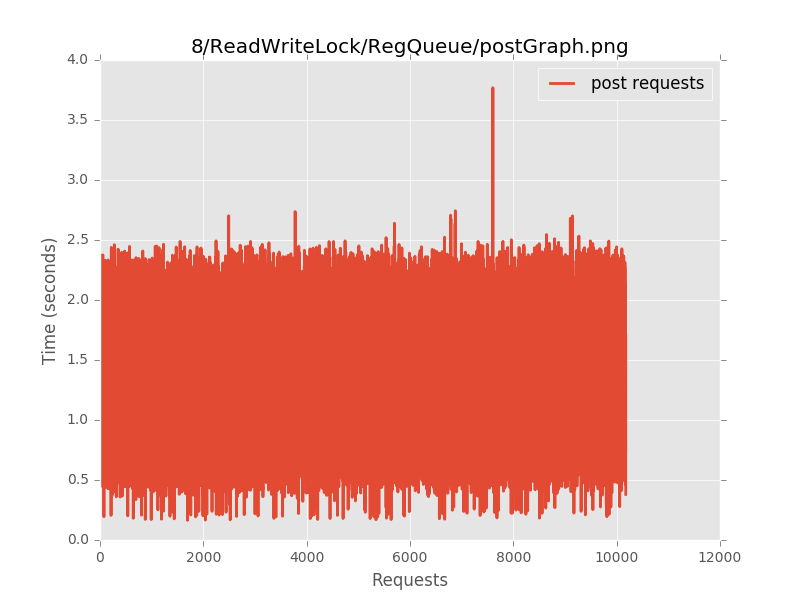 8/ReadWriteLock/RegQueue/postGraph.png
post requests
4.0
3.5
3.0
2.5
2.0
1.5
1.0
0.5
0.0
Time (seconds)
0 2000 4000 6000 8000 10000 12000
Requests